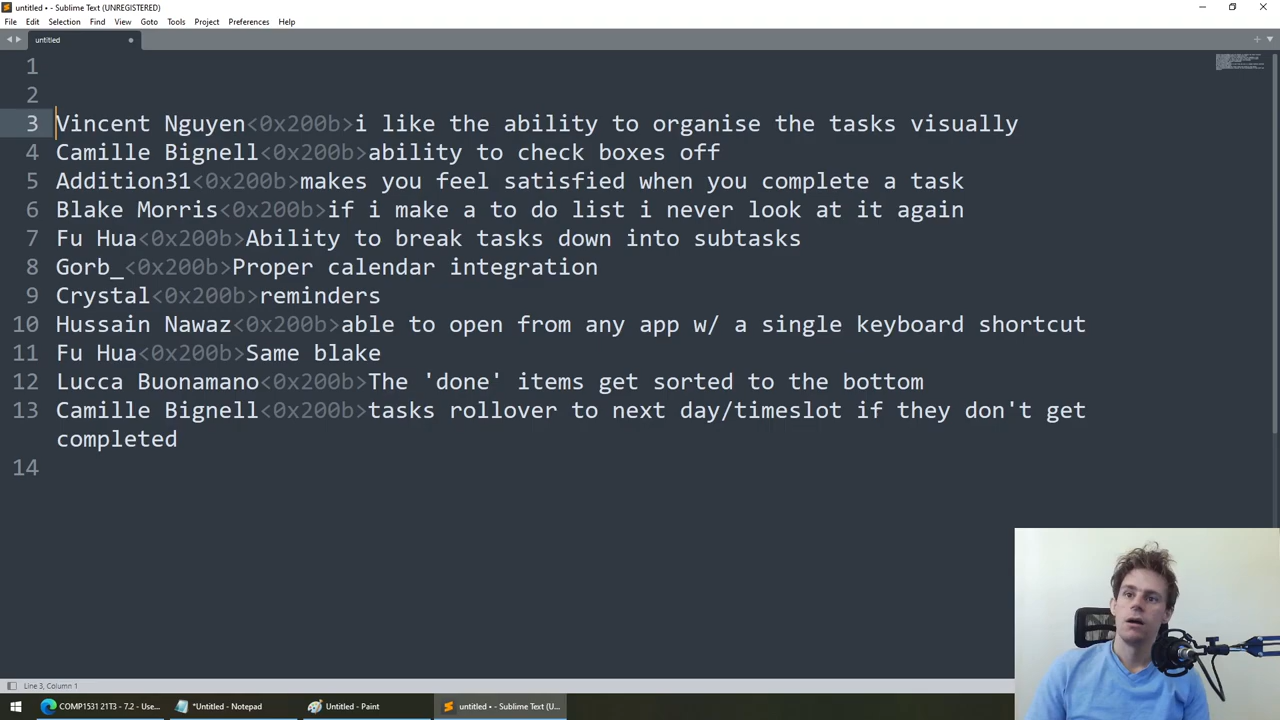 untitled • - Sublime Text (UNREGISTERED)
File Edit Selection Find View Goto Tools Project Preferences Help
untitled
1
2
3 Vincent Nguyen<0x200b>i like the ability to organise the tasks visually
4 Camille Bignell<0x200b>ability to check boxes off
5 Addition31<0x200b>makes you feel satisfied when you complete a task
6 Blake Morris<0x200b>if i make a to do list i never look at it again
7 Fu Hua<0x200b>Ability to break tasks down into subtasks
8 Gorb_<0x200b>Proper calendar integration
9 Crystal<0x200b>reminders
10 Hussain Nawaz<0x200b>able to open from any app w/ a single keyboard shortcut
11 Fu Hua<0x200b>Same blake
12 Lucca Buonamano<0x200b>The 'done' items get sorted to the bottom
13 Camille Bignell<0x200b>tasks rollover to next day/timeslot if they don't get
completed
14
Line 3, Column 1
COMP1531 21T3 - 7.2 - Use... *Untitled - Notepad Untitled - Paint untitled • - Sublime Text (U...